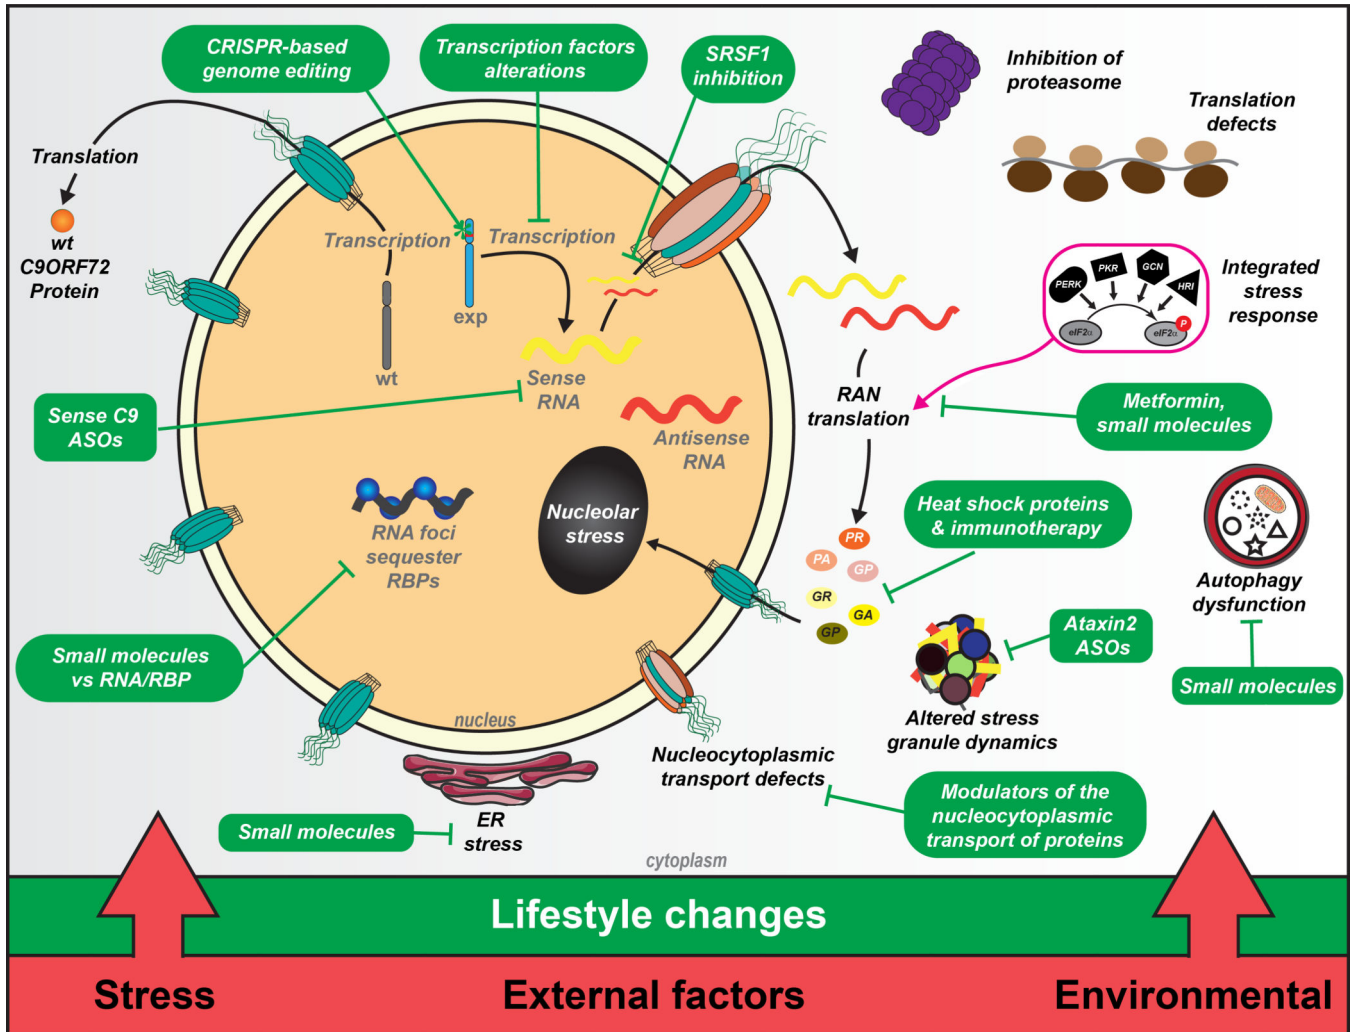 CRISPR-based
genome editing
Transcription factors
alterations
SRSF1
inhibition
Inhibition of
proteasome
Translation
defects
Translation
wt
C9ORF72
Protein
Transcription
Transcription
exp
wt
Sense
RNA
Antisense
RNA
Sense C9
ASOs
RNA foci
sequester
RBPs
Nucleolar
stress
Small molecules
vs RNA/RBP
nucleus
PERK
PKR
GCN
HRI
eIF2α
eIF2α
P
Integrated
stress
response
RAN
translation
Metformin,
small molecules
Heat shock proteins
& immunotherapy
PR
PA
GP
GR
GA
GP
Autophagy
dysfunction
Ataxin2
ASOs
Small molecules
Altered stress
granule dynamics
Nucleocytoplasmic
transport defects
Modulators of the
nucleocytoplasmic
transport of proteins
Small molecules
ER
stress
cytoplasm
Lifestyle changes
Stress
External factors
Environmental